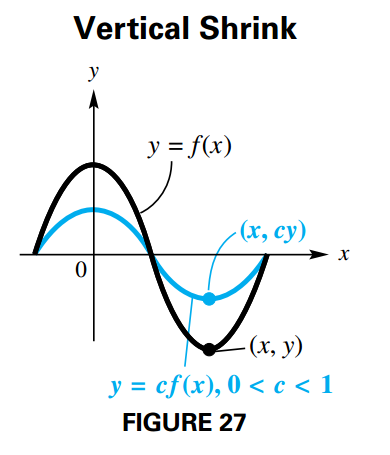 Vertical Shrink
y
y = f(x)
(x, cy)
x
0
(x, y)
y = cf(x), 0 < c < 1
FIGURE 27